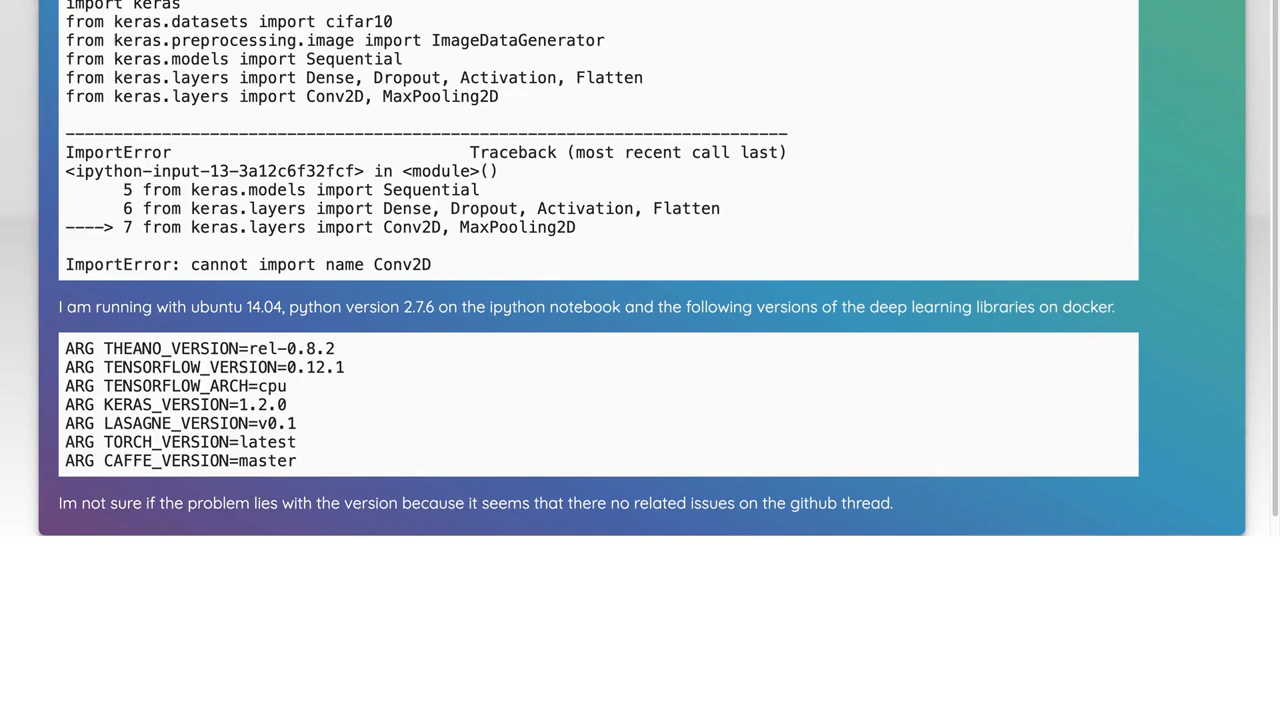 import keras
from keras.datasets import cifar10
from keras.preprocessing.image import ImageDataGenerator
from keras.models import Sequential
from keras.layers import Dense, Dropout, Activation, Flatten
from keras.layers import Conv2D, MaxPooling2D
---------------------------------------------------------------------------
ImportError                               Traceback (most recent call last)
<ipython-input-13-3a12c6f32fcf> in <module>()
      5 from keras.models import Sequential
      6 from keras.layers import Dense, Dropout, Activation, Flatten
----> 7 from keras.layers import Conv2D, MaxPooling2D
ImportError: cannot import name Conv2D
I am running with ubuntu 14.04, python version 2.7.6 on the ipython notebook and the following versions of the deep learning libraries on docker.
ARG THEANO_VERSION=rel-0.8.2
ARG TENSORFLOW_VERSION=0.12.1
ARG TENSORFLOW_ARCH=cpu
ARG KERAS_VERSION=1.2.0
ARG LASAGNE_VERSION=v0.1
ARG TORCH_VERSION=latest
ARG CAFFE_VERSION=master
Im not sure if the problem lies with the version because it seems that there no related issues on the github thread.